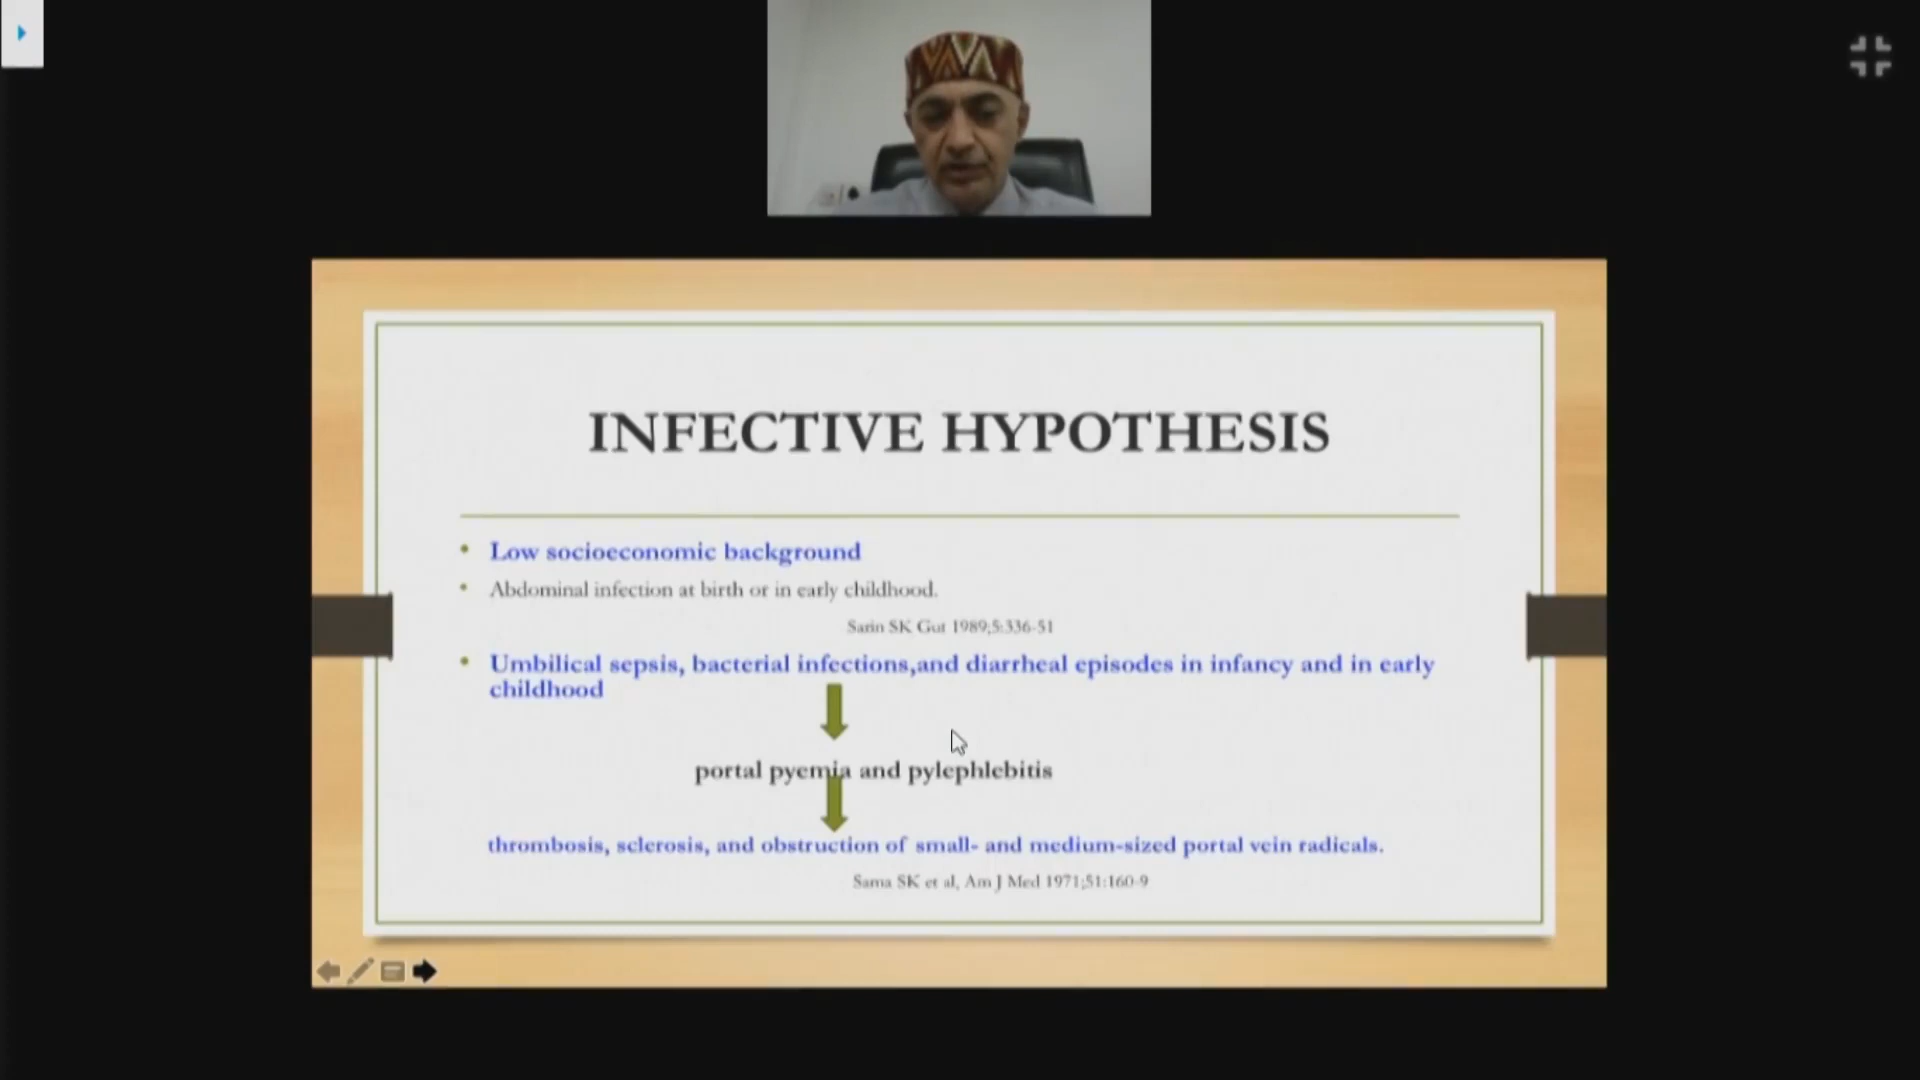 INFECTIVE HYPOTHESIS
• Low socioeconomic background
• Abdominal infection at birth or in early childhood.
Sarin SK Gut 1989;5:336-51
• Umbilical sepsis, bacterial infections,and diarrheal episodes in infancy and in early
childhood
portal pyemia and pylephlebitis
thrombosis, sclerosis, and obstruction of small- and medium-sized portal vein radicals.
Sama SK et al, Am J Med 1971;51:160-9